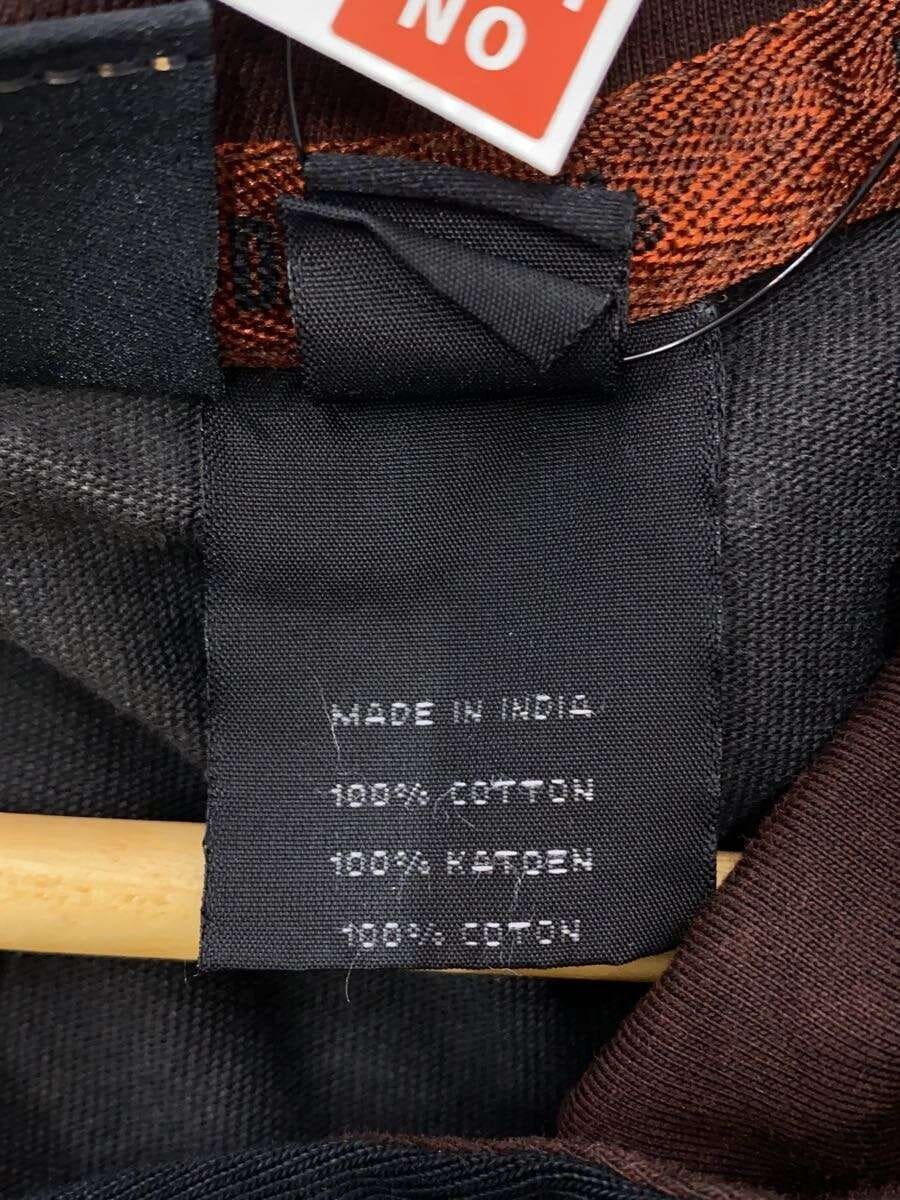 NO
MADE IN INDIA
100% COTTON
100% KATOEN
100% COTON